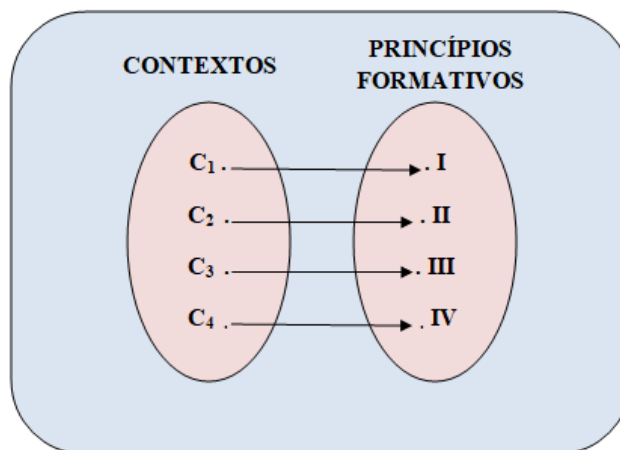 CONTEXTOS
PRINCÍPIOS
FORMATIVOS
C₁ . . I
C₂ . . II
C₃ . . III
C₄ . . IV